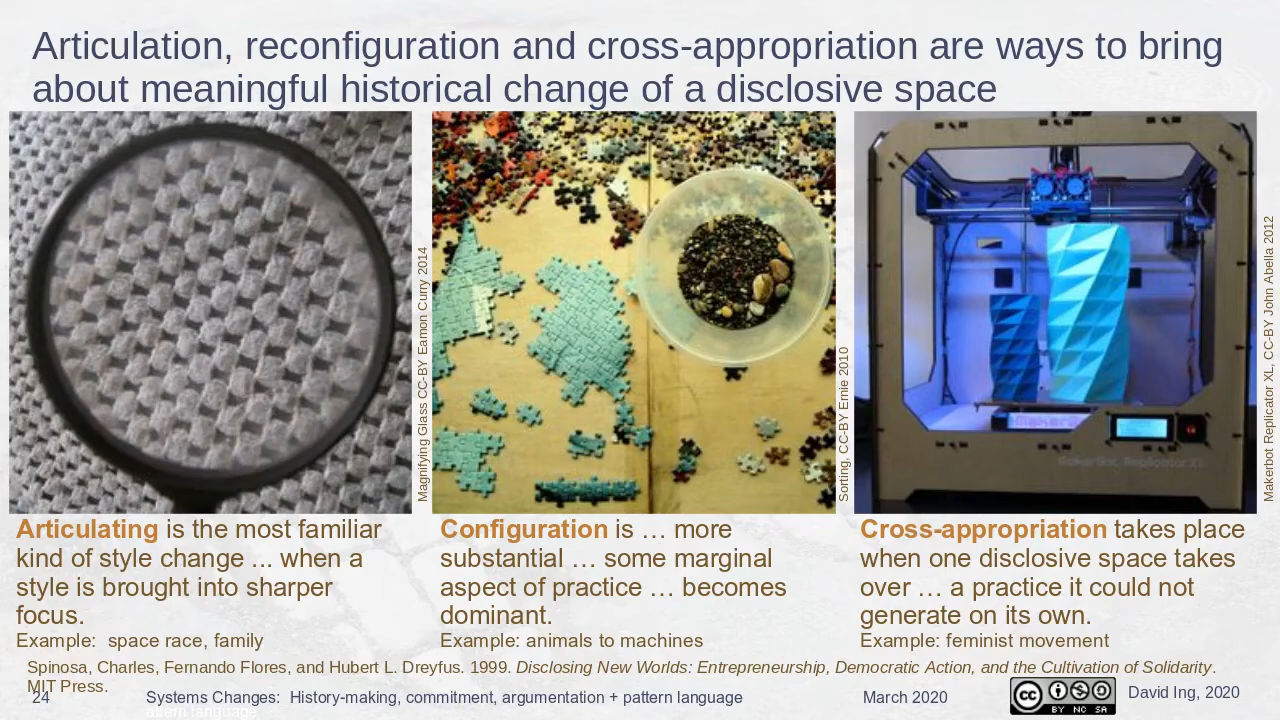 Articulation, reconfiguration and cross-appropriation are ways to bring
about meaningful historical change of a disclosive space
Magnifying Glass CC-BY Eamon Curry 2014
Sorting, CC-BY Ernie 2010
Makerbot Replicator XL, CC-BY John Abella 2012
Articulating is the most familiar
kind of style change ... when a
style is brought into sharper
focus.
Example:  space race, family
Configuration is … more
substantial … some marginal
aspect of practice … becomes
dominant.
Example: animals to machines
Cross-appropriation takes place
when one disclosive space takes
over … a practice it could not
generate on its own.
Example: feminist movement
Spinosa, Charles, Fernando Flores, and Hubert L. Dreyfus. 1999. Disclosing New Worlds: Entrepreneurship, Democratic Action, and the Cultivation of Solidarity.
MIT Press.
24
Systems Changes:  History-making, commitment, argumentation + pattern language
March 2020
cc
BY NC SA
David Ing, 2020